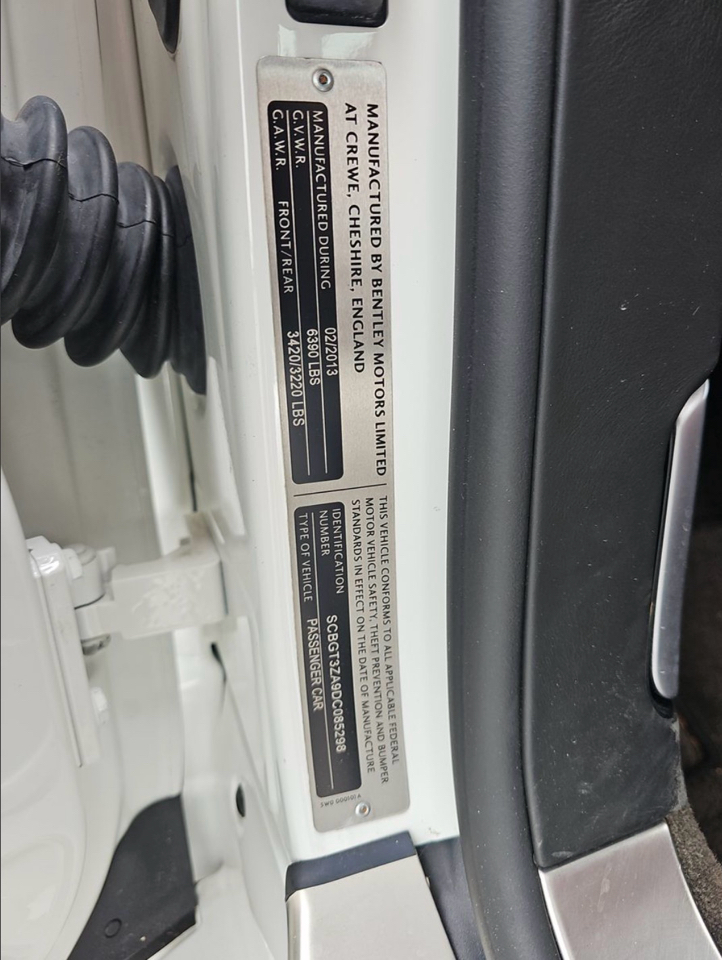 MANUFACTURED BY BENTLEY MOTORS LIMITED
AT CREWE, CHESHIRE, ENGLAND
MANUFACTURED DURING 02/2013
G.V.W.R. 6390 LBS
G.A.W.R. FRONT/REAR 3420/3220 LBS
THIS VEHICLE CONFORMS TO ALL APPLICABLE FEDERAL
MOTOR VEHICLE SAFETY, THEFT PREVENTION AND BUMPER
STANDARDS IN EFFECT ON THE DATE OF MANUFACTURE
IDENTIFICATION
NUMBER SCBGT3ZA9DC085298
TYPE OF VEHICLE PASSENGER CAR